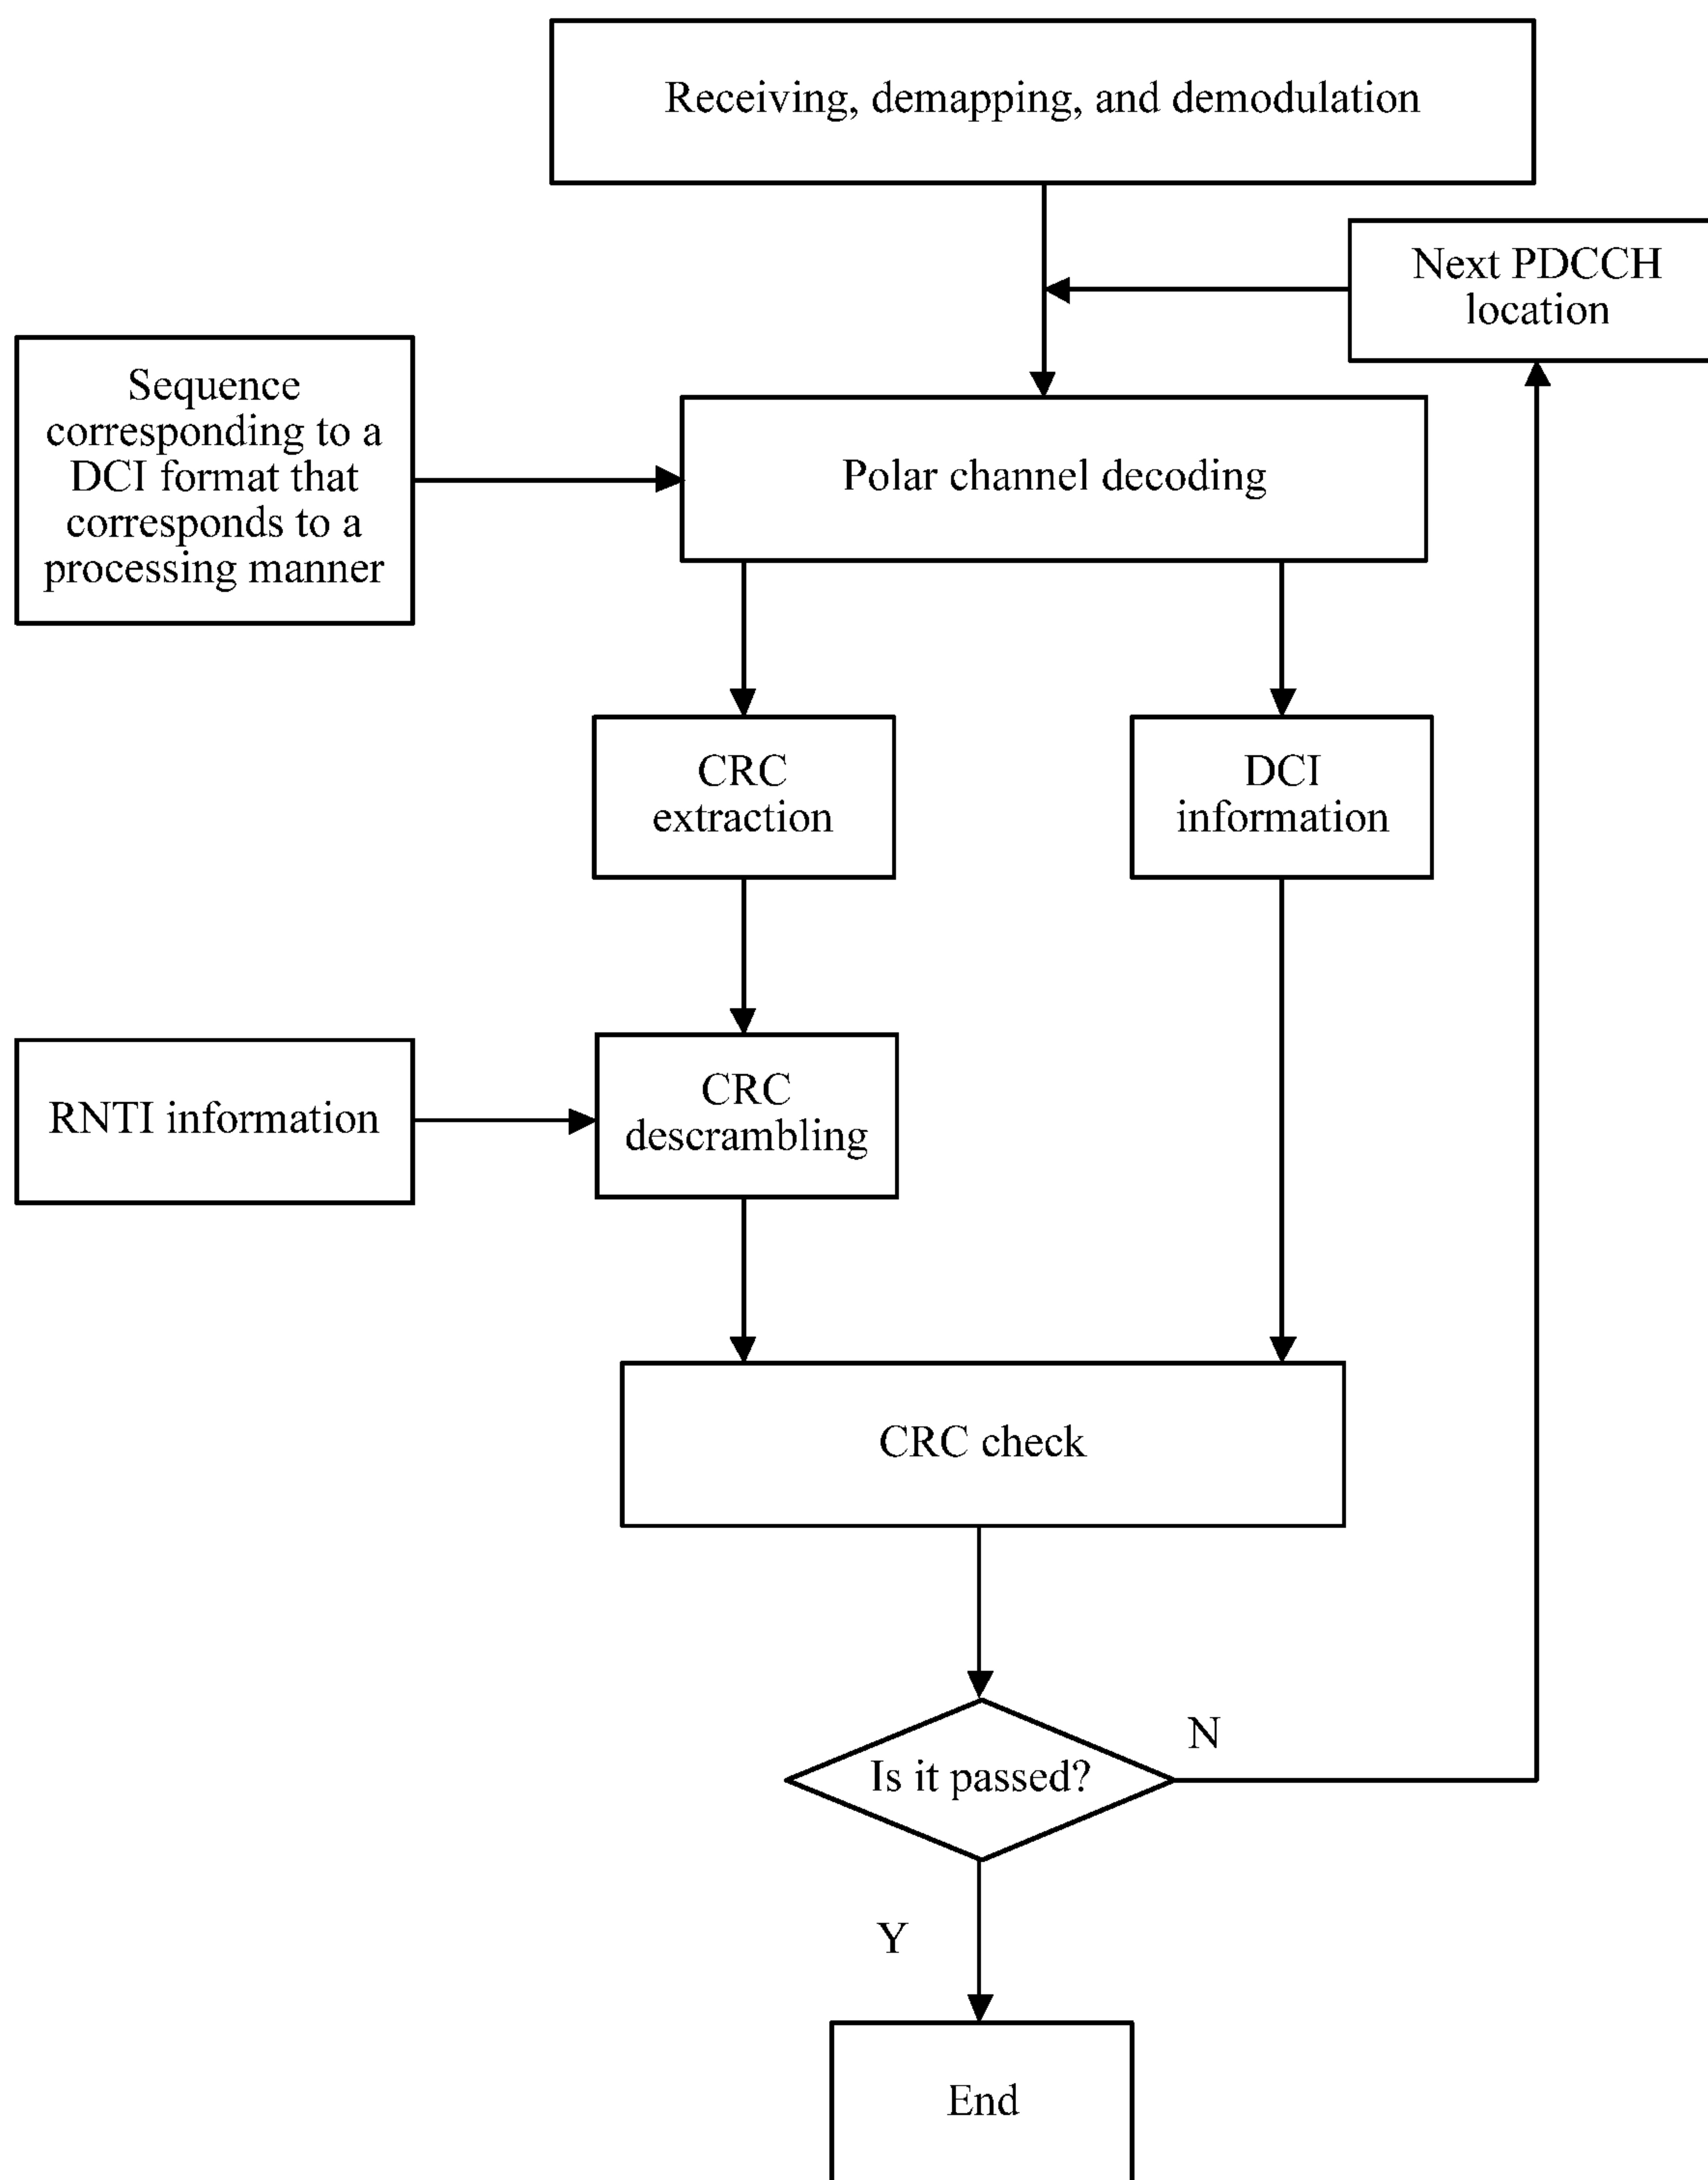 Receiving, demapping, and demodulation
Next PDCCH
location
Sequence
corresponding to a
DCI format that
corresponds to a
processing manner
Polar channel decoding
CRC
extraction
DCI
information
RNTI information
CRC
descrambling
CRC check
Is it passed?
N
Y
End